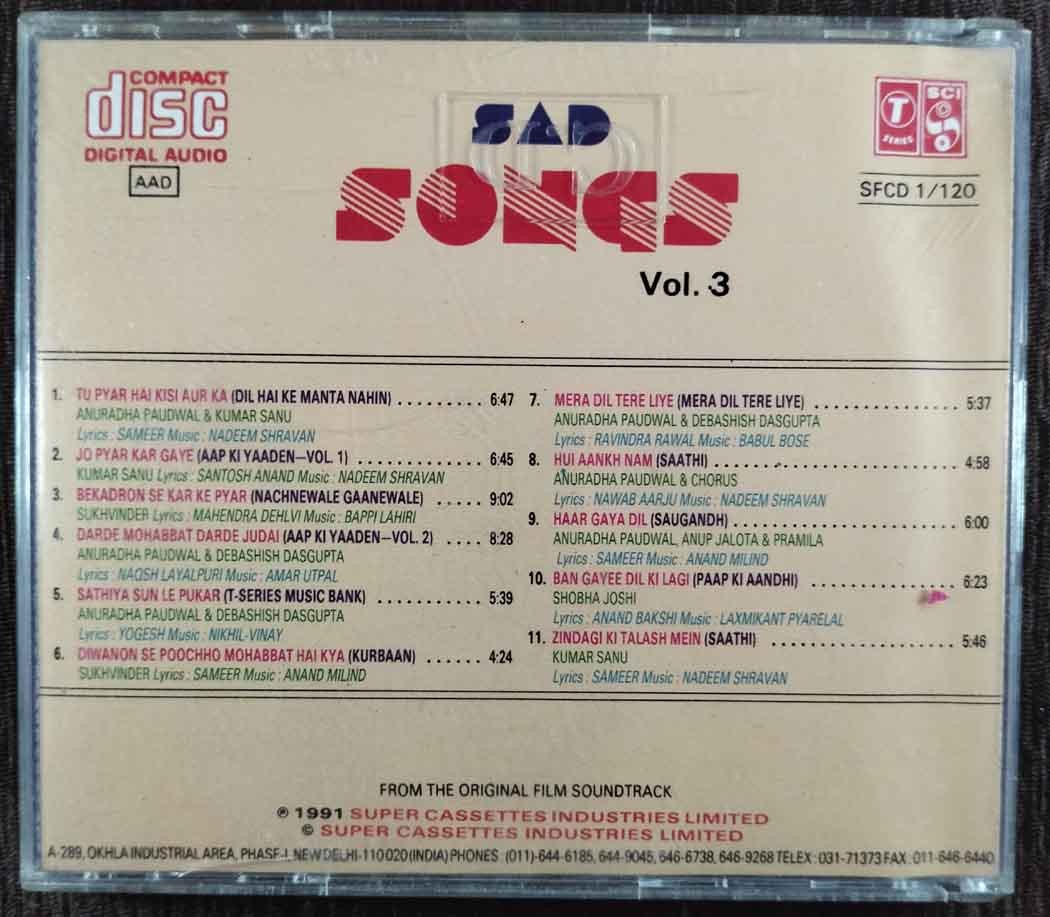 COMPACT
disc
DIGITAL AUDIO
AAD
SAD
SONGS
Vol. 3
T
SERIES
SCI
SFCD 1/120
1. TU PYAR HAI KISI AUR KA (DIL HAI KE MANTA NAHIN) .......... 6:47
ANURADHA PAUDWAL & KUMAR SANU
Lyrics : SAMEER Music : NADEEM SHRAVAN
2. JO PYAR KAR GAYE (AAP KI YAADEN—VOL. 1) ............... 6:45
KUMAR SANU Lyrics : SANTOSH ANAND Music : NADEEM SHRAVAN
3. BEKADRON SE KAR KE PYAR (NACHNEWALE GAANEWALE) ...... 9:02
SUKHVINDER Lyrics : MAHENDRA DEHLVI Music : BAPPI LAHIRI
4. DARDE MOHABBAT DARDE JUDAI (AAP KI YAADEN—VOL. 2) .... 8:28
ANURADHA PAUDWAL & DEBASHISH DASGUPTA
Lyrics : NAQSH LAYALPURI Music : AMAR UTPAL
5. SATHIYA SUN LE PUKAR (T-SERIES MUSIC BANK) ........... 5:39
ANURADHA PAUDWAL & DEBASHISH DASGUPTA
Lyrics : YOGESH Music : NIKHIL-VINAY
6. DIWANON SE POOCHHO MOHABBAT HAI KYA (KURBAAN) ...... 4:24
SUKHVINDER Lyrics : SAMEER Music : ANAND MILIND
7. MERA DIL TERE LIYE (MERA DIL TERE LIYE) ................ 5:37
ANURADHA PAUDWAL & DEBASHISH DASGUPTA
Lyrics : RAVINDRA RAWAL Music : BABUL BOSE
8. HUI AANKH NAM (SAATHI) ........................... 4:58
ANURADHA PAUDWAL & CHORUS
Lyrics : NAWAB AARJU Music : NADEEM SHRAVAN
9. HAAR GAYA DIL (SAUGANDH) ......................... 6:00
ANURADHA PAUDWAL, ANUP JALOTA & PRAMILA
Lyrics : SAMEER Music : ANAND MILIND
10. BAN GAYEE DIL KI LAGI (PAAP KI AANDHI) ................ 6:23
SHOBHA JOSHI
Lyrics : ANAND BAKSHI Music : LAXMIKANT PYARELAL
11. ZINDAGI KI TALASH MEIN (SAATHI) ...................... 5:46
KUMAR SANU
Lyrics : SAMEER Music : NADEEM SHRAVAN
FROM THE ORIGINAL FILM SOUNDTRACK
℗ 1991 SUPER CASSETTES INDUSTRIES LIMITED
© SUPER CASSETTES INDUSTRIES LIMITED
A-289, OKHLA INDUSTRIAL AREA, PHASE-I, NEW DELHI-110 020 (INDIA) PHONES : (011)-644-6185, 644-9045, 646-6738, 646-9268 TELEX : 031-71373 FAX : 011-646-6440